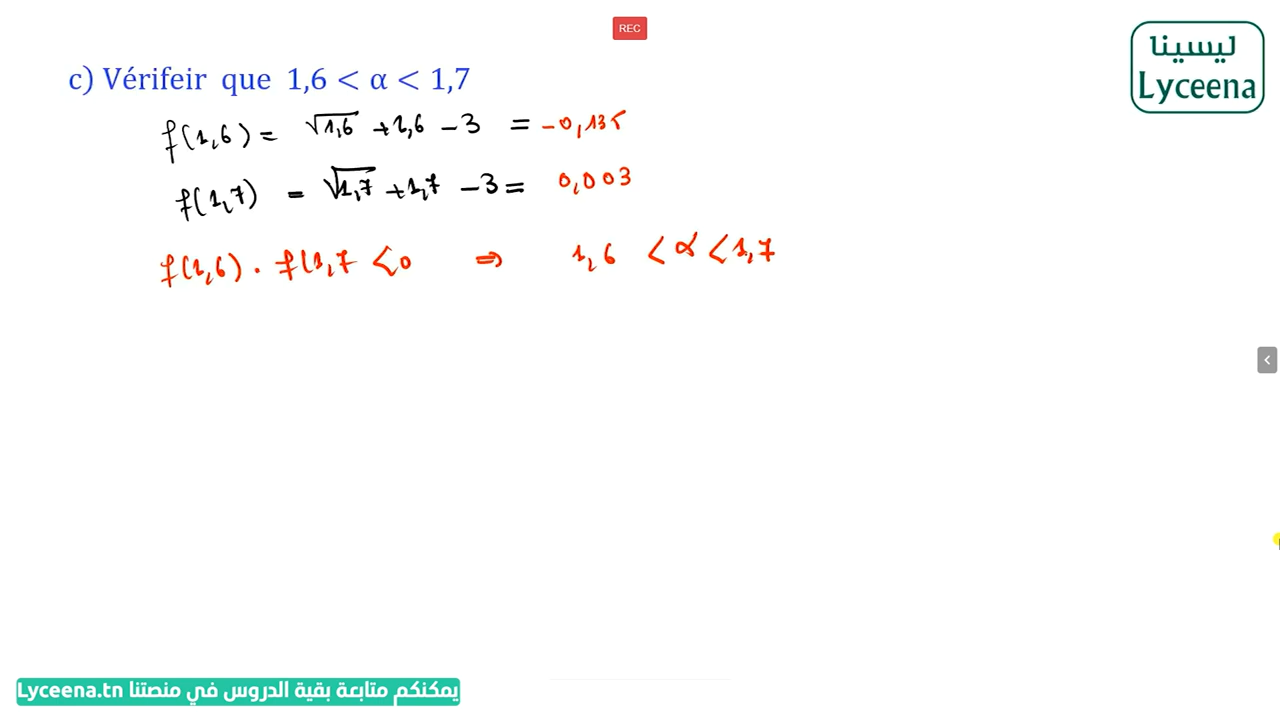 REC
ليسينا
Lyceena
c) Vérifeir que 1,6 < α < 1,7
f(1,6) = √1,6 + 1,6 - 3 = -0,135
f(1,7) = √1,7 + 1,7 - 3 = 0,003
f(1,6) . f(1,7 < 0 ⇒ 1,6 < α < 1,7
يمكنكم متابعة بقية الدروس في منصتنا Lyceena.tn